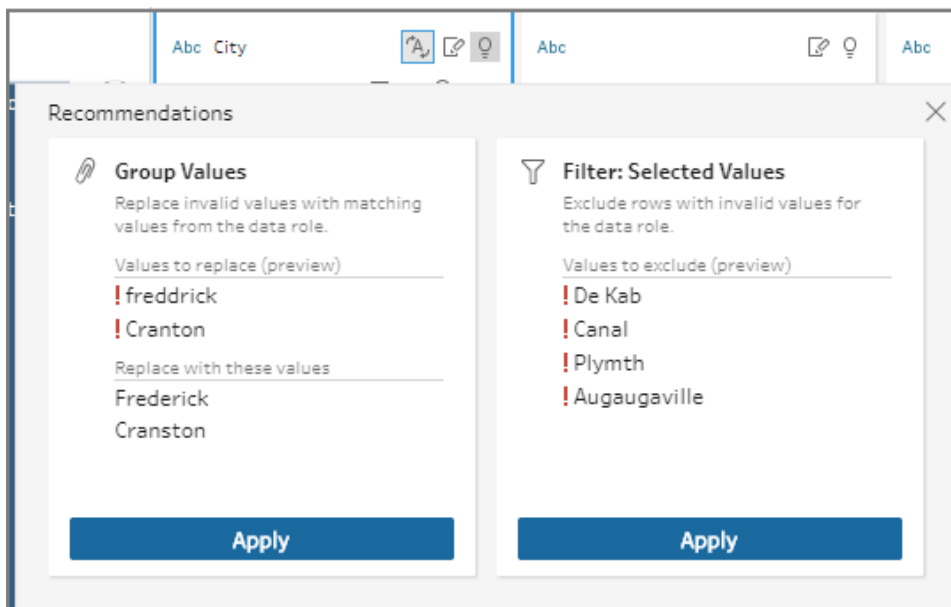 Abc City
Abc
Abc
Recommendations
Group Values
Replace invalid values with matching
values from the data role.
Values to replace (preview)
! freddrick
! Cranton
Replace with these values
Frederick
Cranston
Apply
Filter: Selected Values
Exclude rows with invalid values for
the data role.
Values to exclude (preview)
! De Kab
! Canal
! Plymth
! Augaugaville
Apply